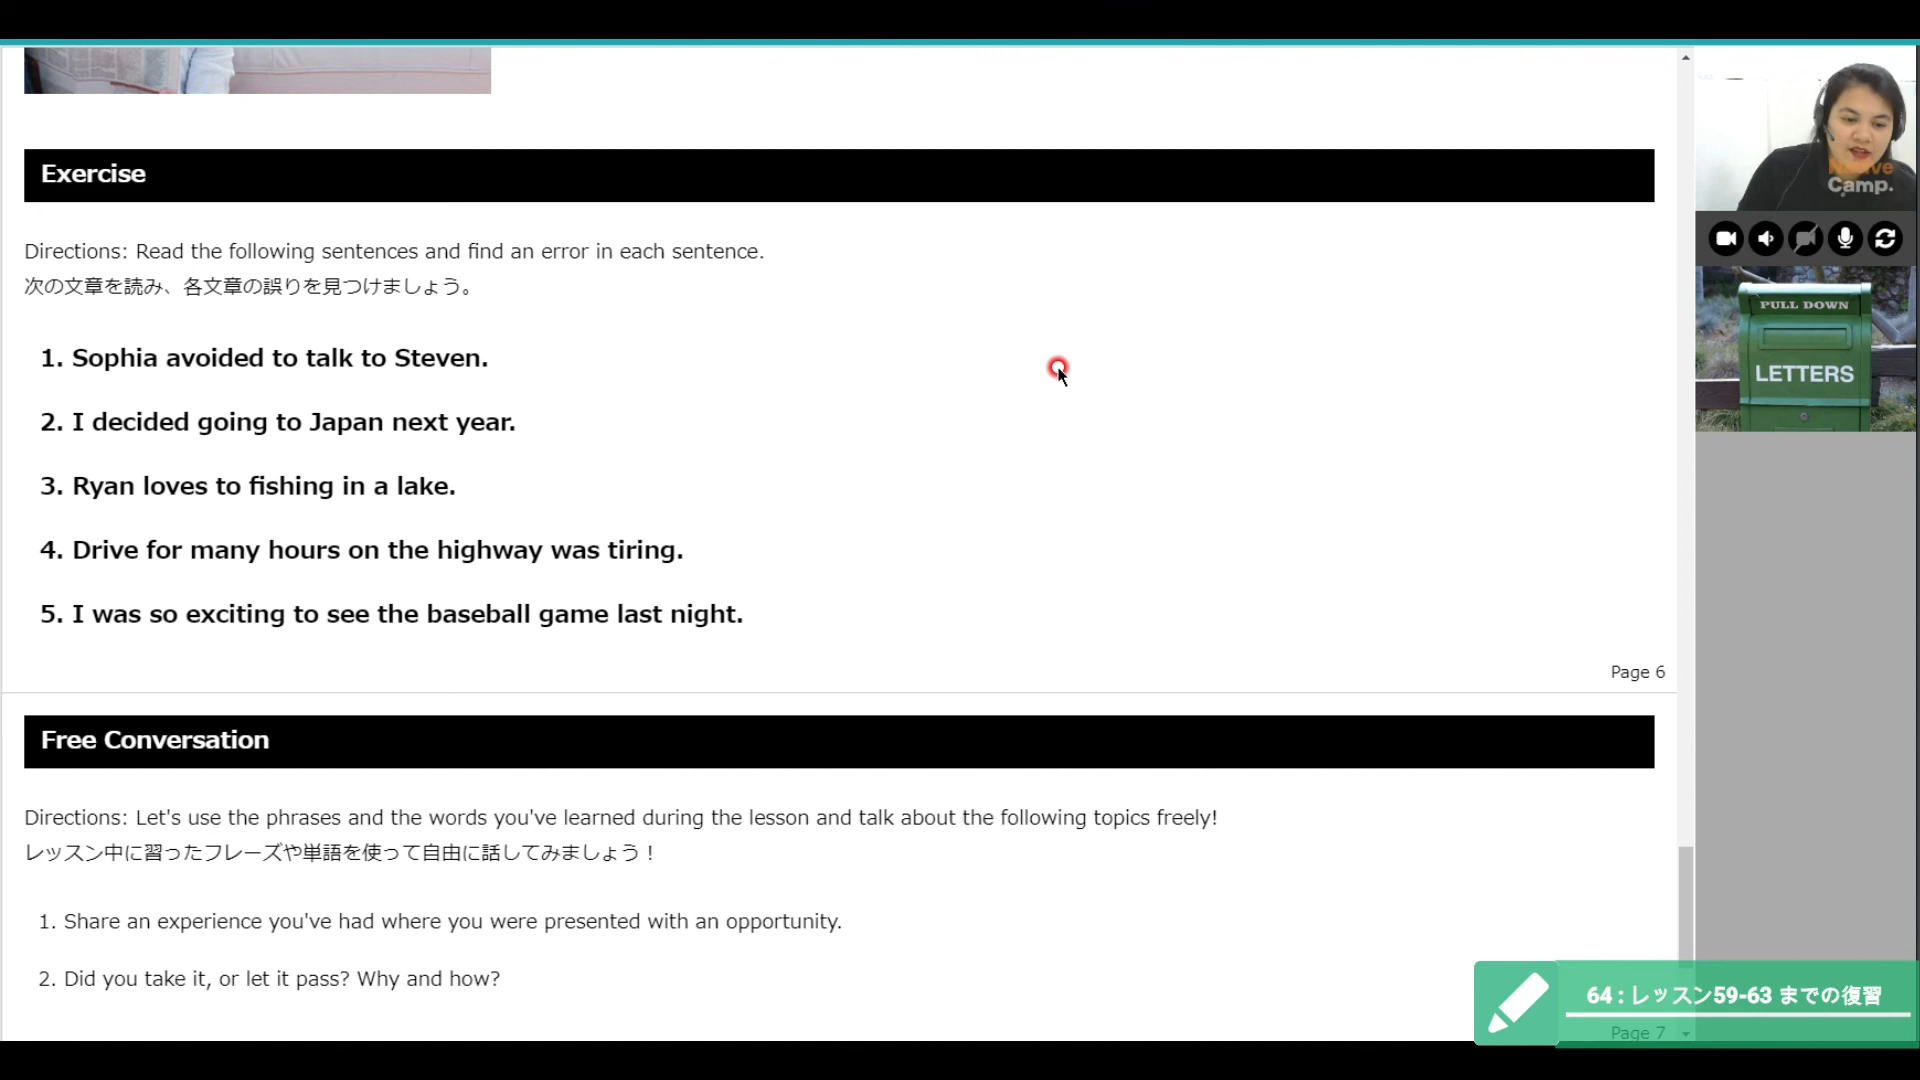 Exercise
Directions: Read the following sentences and find an error in each sentence.
次の文章を読み、各文章の誤りを見つけましょう。
1. Sophia avoided to talk to Steven.
2. I decided going to Japan next year.
3. Ryan loves to fishing in a lake.
4. Drive for many hours on the highway was tiring.
5. I was so exciting to see the baseball game last night.
Page 6
Free Conversation
Directions: Let's use the phrases and the words you've learned during the lesson and talk about the following topics freely!
レッスン中に習ったフレーズや単語を使って自由に話してみましょう！
1. Share an experience you've had where you were presented with an opportunity.
2. Did you take it, or let it pass? Why and how?
Page 7
Native
Camp.
PULL DOWN
LETTERS
64 : レッスン59-63 までの復習